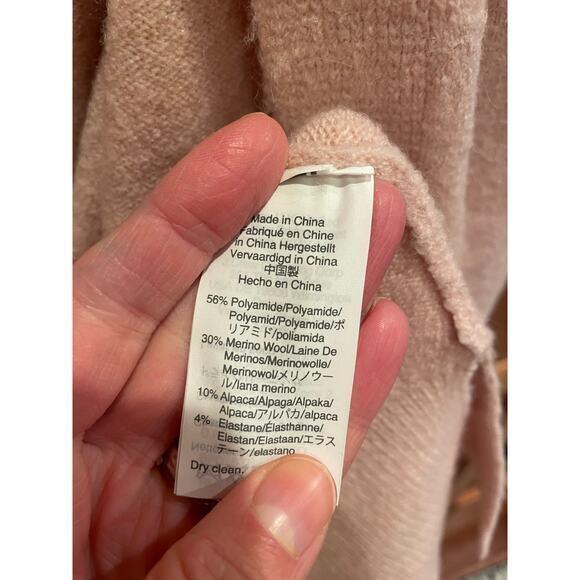 Made in China
Fabriqué en Chine
in China Hergestellt
Vervaardigd in China
中国製
Hecho en China
56% Polyamide/Polyamide/
Polyamid/Polyamide/ポ
リアミド/poliamida
30% Merino Wool/Laine De
Merinos/Merinowolle/
Merinowol/メリノウー
ル/lana merino
10% Alpaca/Alpaga/Alpaka/
Alpaca/アルパカ/alpaca
4% Elastane/Élasthanne/
Elastan/Elastaan/エラス
テーン/elastano
Dry clean.